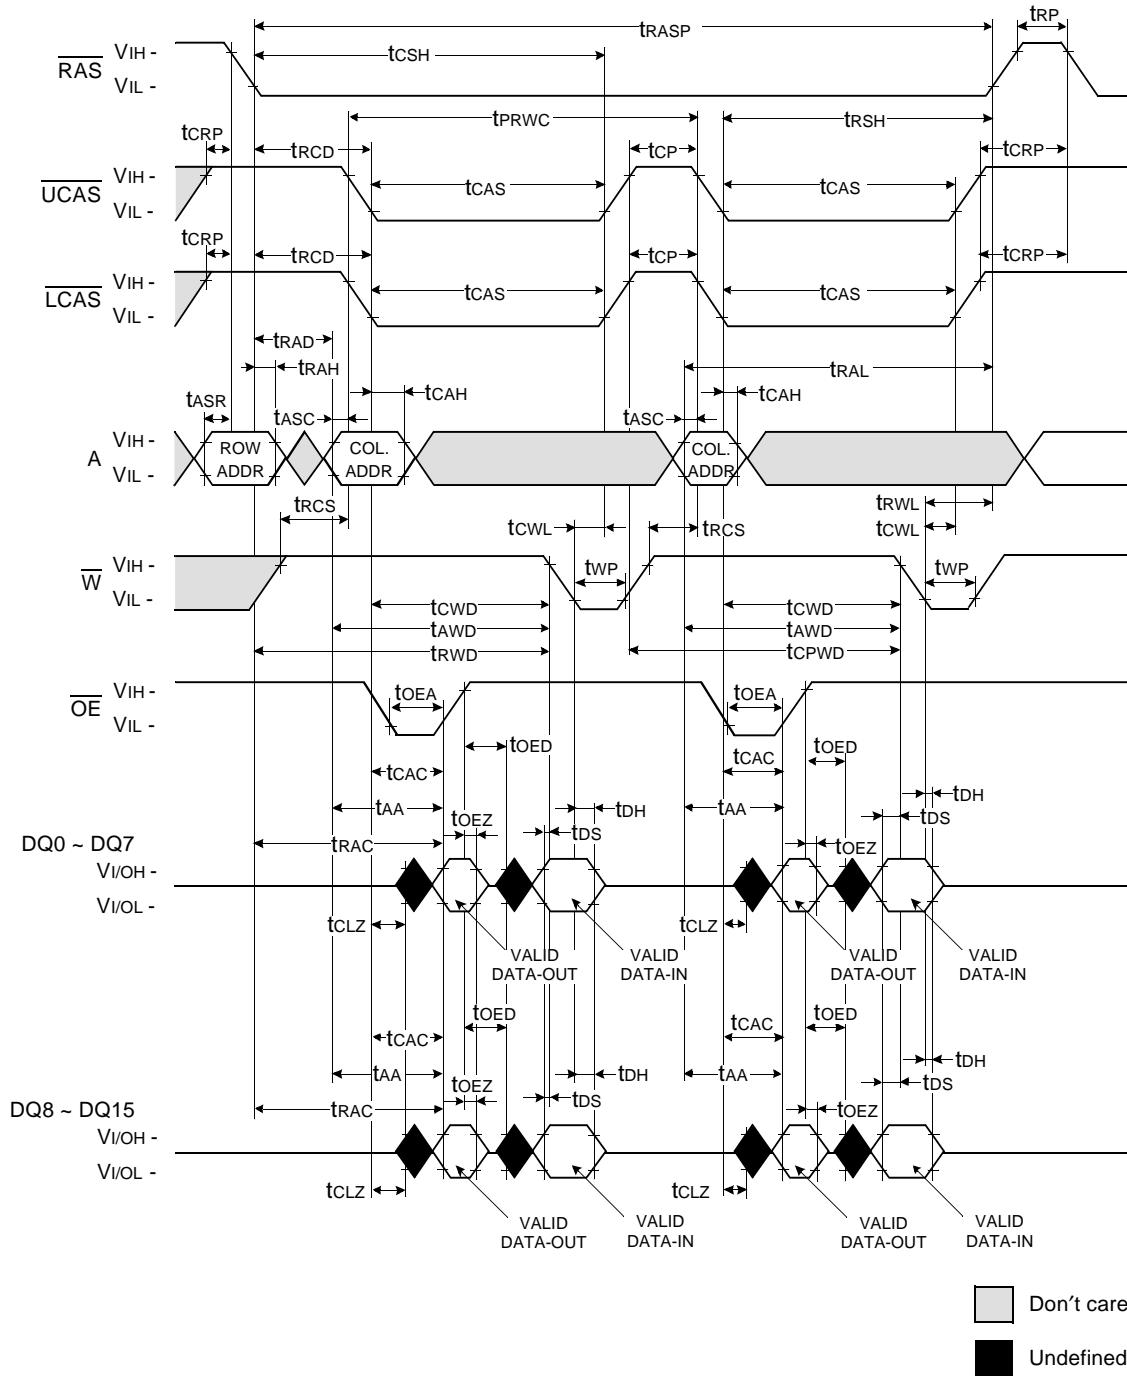 tRASP tRP
RAS VIH - tCSH
VIL -
tCRP tPRWC tRSH
tRCD tCP tCRP
UCAS VIH - tCAS tCAS
VIL -
tCRP tRCD tCP tCRP
LCAS VIH - tCAS tCAS
VIL -
tRAD
tRAH tRAL
tASR tASC tCAH tASC tCAH
A VIH - ROW COL. COL.
VIL - ADDR ADDR ADDR
tRCS tRWL
tCWL tRCS tCWL
W VIH - tWP tWP
VIL -
tCWD tCWD
tAWD tAWD
tRWD tCPWD
OE VIH - tOEA tOEA
VIL -
tOED tOED
tCAC tCAC
tAA tDH tAA tDH
tOEZ tDS tDS
DQ0 ~ DQ7 tRAC tOEZ
VI/OH -
VI/OL -
tCLZ tCLZ
VALID VALID VALID VALID
DATA-OUT DATA-IN DATA-OUT DATA-IN
tOED tOED
tCAC tCAC
tAA tDH tAA tDH
tOEZ tDS tDS
DQ8 ~ DQ15 tRAC tOEZ
VI/OH -
VI/OL -
tCLZ tCLZ
VALID VALID VALID VALID
DATA-OUT DATA-IN DATA-OUT DATA-IN
Don′t care
Undefined